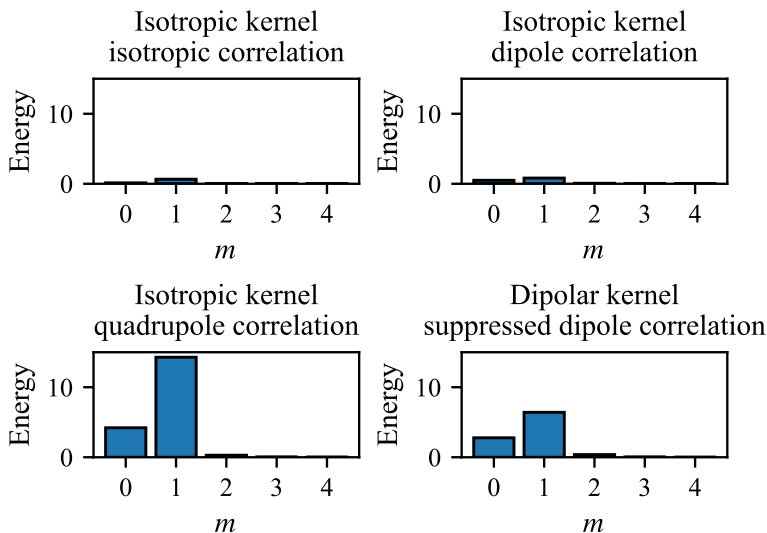 Isotropic kernel
isotropic correlation
Energy
10
0
0 1 2 3 4
m
Isotropic kernel
dipole correlation
Energy
10
0
0 1 2 3 4
m
Isotropic kernel
quadrupole correlation
Energy
10
0
0 1 2 3 4
m
Dipolar kernel
suppressed dipole correlation
Energy
10
0
0 1 2 3 4
m